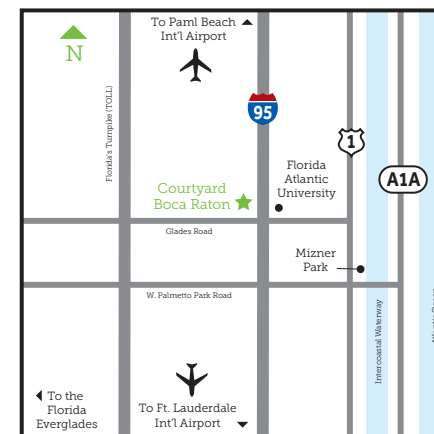 To Paml Beach
Int'l Airport
N
Florida's Turnpike (TOLL)
95
1
Florida
Atlantic
University
A1A
Courtyard
Boca Raton
Glades Road
Mizner
Park
W. Palmetto Park Road
Intercoastal Waterway
To the
Florida
Everglades
To Ft. Lauderdale
Int'l Airport